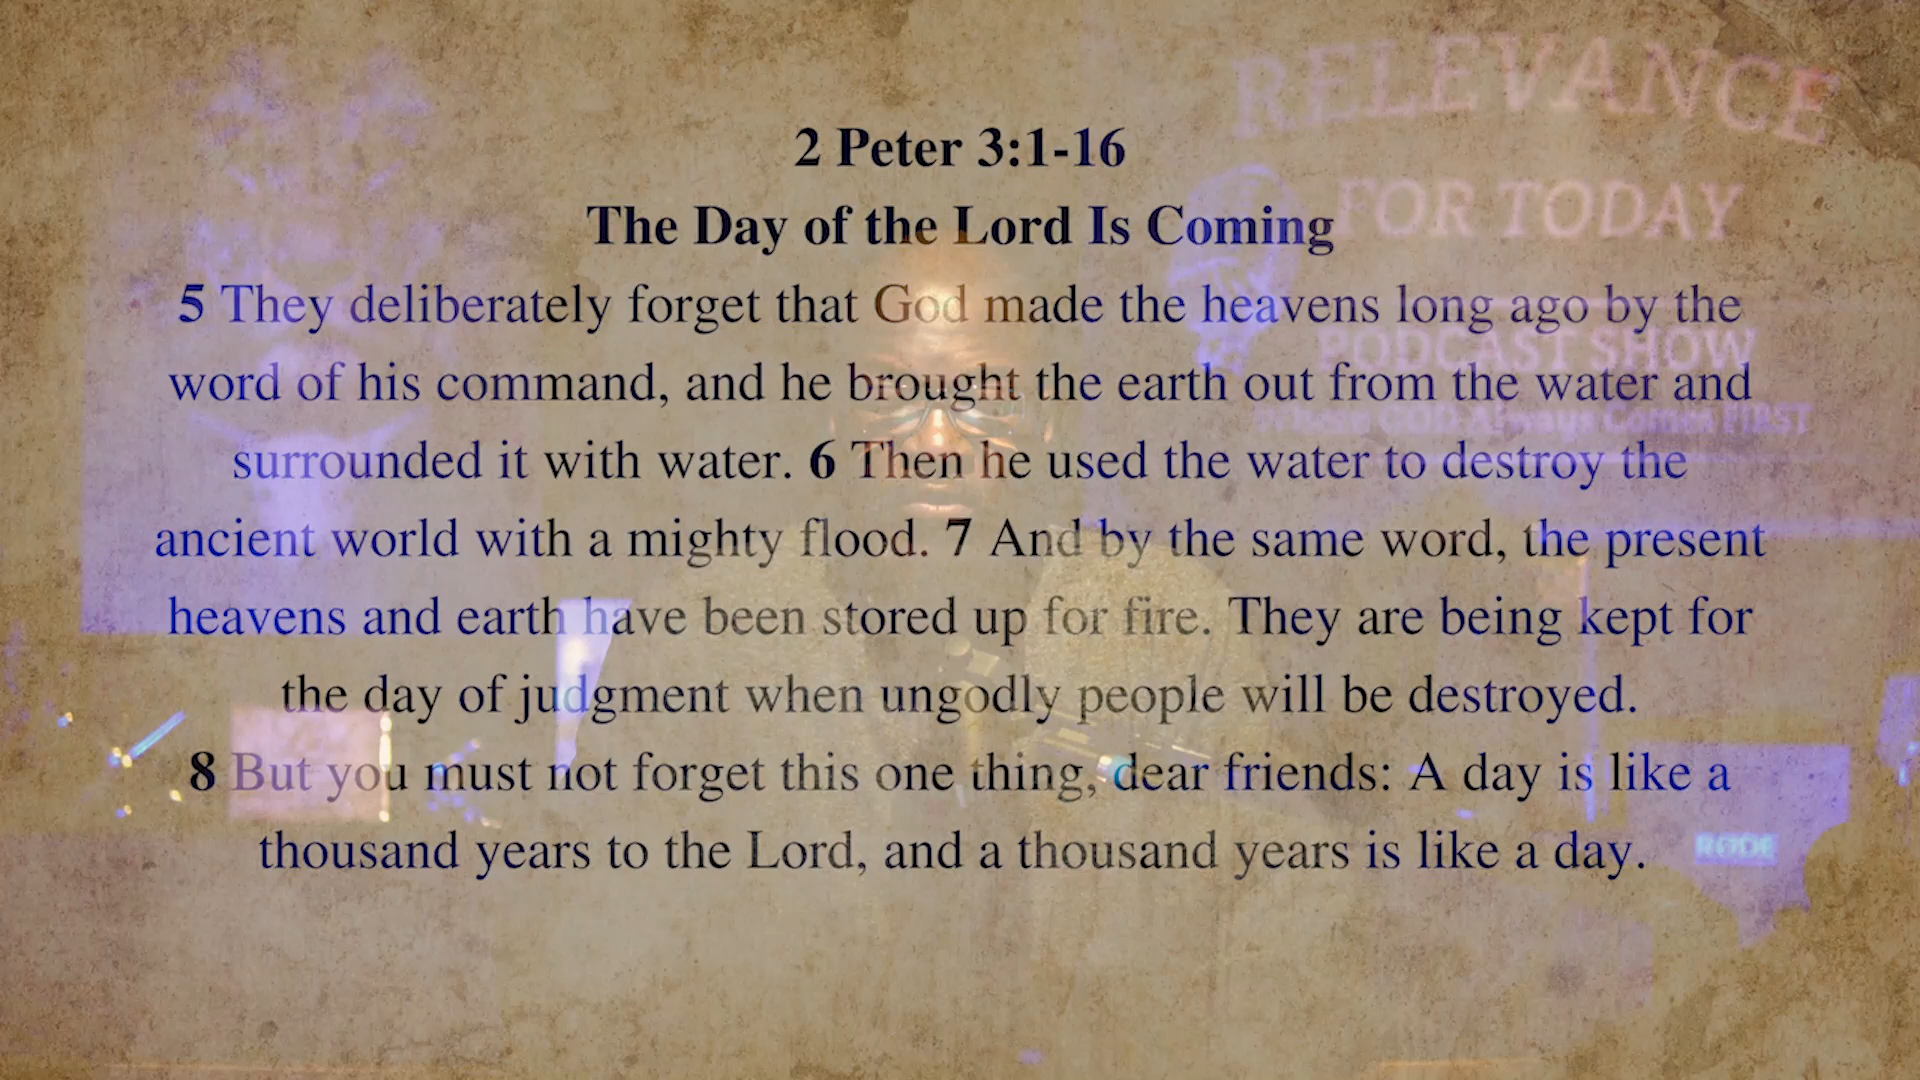 RELEVANCE
FOR TODAY
PODCAST SHOW
Where GOD Always Comes FIRST
2 Peter 3:1-16
The Day of the Lord Is Coming
5 They deliberately forget that God made the heavens long ago by the
word of his command, and he brought the earth out from the water and
surrounded it with water. 6 Then he used the water to destroy the
ancient world with a mighty flood. 7 And by the same word, the present
heavens and earth have been stored up for fire. They are being kept for
the day of judgment when ungodly people will be destroyed.
8 But you must not forget this one thing, dear friends: A day is like a
thousand years to the Lord, and a thousand years is like a day.
RODE